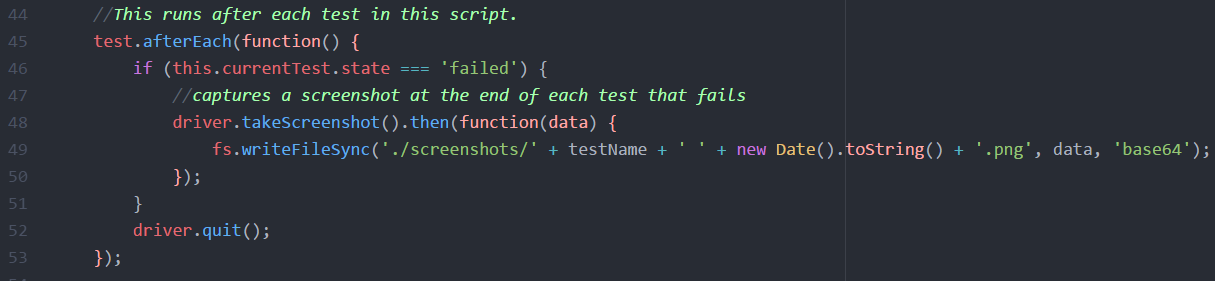 44 //This runs after each test in this script.
45 test.afterEach(function() {
46 if (this.currentTest.state === 'failed') {
47 //captures a screenshot at the end of each test that fails
48 driver.takeScreenshot().then(function(data) {
49 fs.writeFileSync('./screenshots/' + testName + ' ' + new Date().toString() + '.png', data, 'base64');
50 });
51 }
52 driver.quit();
53 });